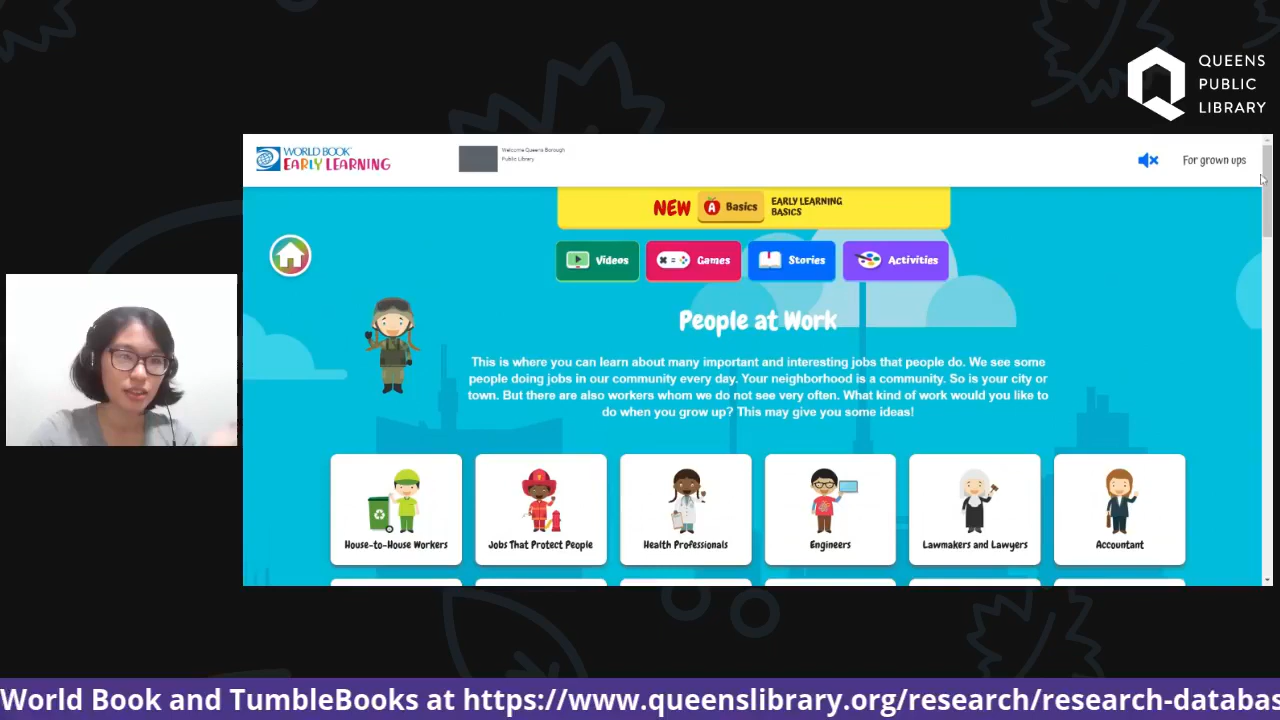 QUEENS
PUBLIC
LIBRARY
WORLD BOOK
EARLY LEARNING
Welcome Queens Borough
Public Library
For grown ups
NEW A Basics EARLY LEARNING
BASICS
Videos Games Stories Activities
People at Work
This is where you can learn about many important and interesting jobs that people do. We see some
people doing jobs in our community every day. Your neighborhood is a community. So is your city or
town. But there are also workers whom we do not see very often. What kind of work would you like to
do when you grow up? This may give you some ideas!
House-to-House Workers
Jobs That Protect People
Health Professionals
Engineers
Lawmakers and Lawyers
Accountant
World Book and TumbleBooks at https://www.queenslibrary.org/research/research-databas